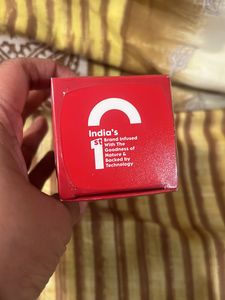 India's
1st Brand Infused
With The
Goodness of
Nature &
Backed by
Technology